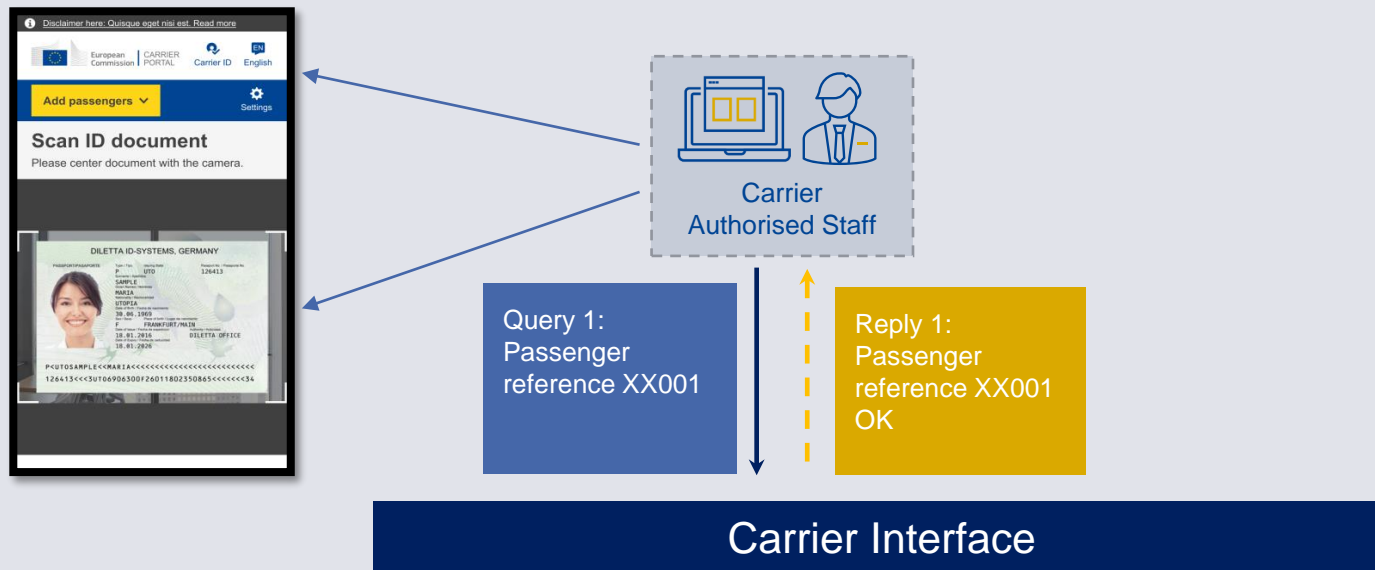 Disclaimer here: Quisque eget nisi est. Read more
European Commission
CARRIER PORTAL
Carrier ID
EN
English
Add passengers
Settings
Scan ID document
Please center document with the camera.
DILETTA ID-SYSTEMS, GERMANY
PASSPORT/PASAPORTE
P UTO 126413
SAMPLE
MARIA
UTOPIA
30.06.1969
F FRANKFURT/MAIN
18.01.2016 DILETTA OFFICE
18.01.2026
P<UTOSAMPLE<<MARIA<<<<<<<<<<<<<<<<<<<<<<<<<<
126413<<<3UTO6906300F26011802350865<<<<<<<34
Carrier
Authorised Staff
Query 1:
Passenger
reference XX001
Reply 1:
Passenger
reference XX001
OK
Carrier Interface